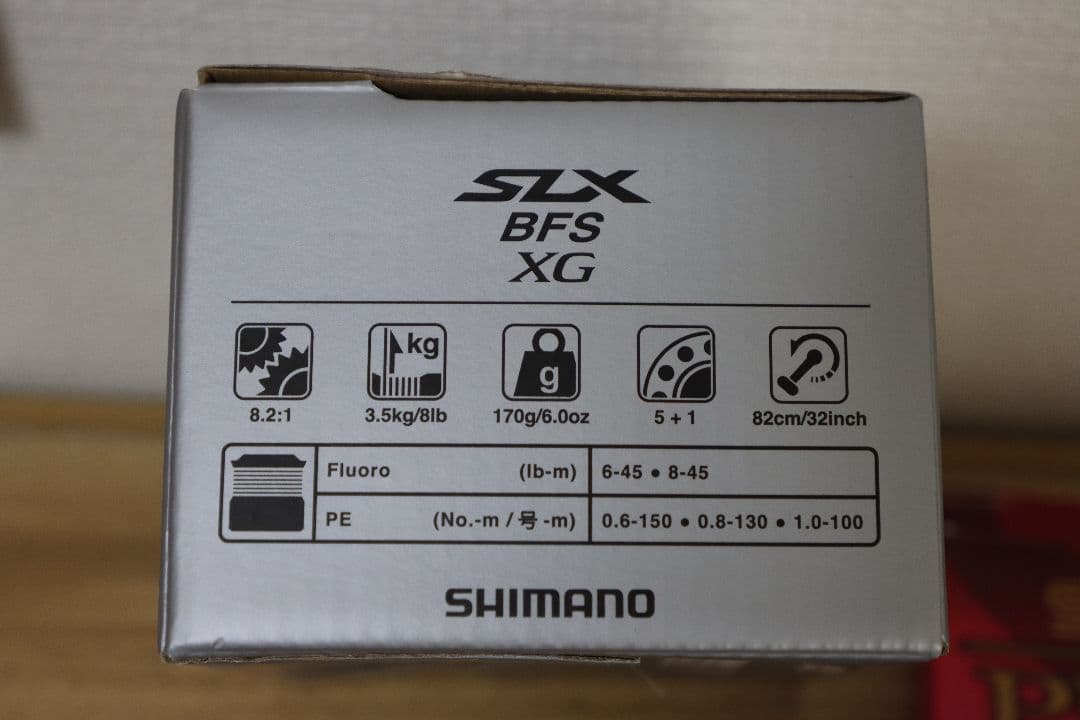 SLX
BFS
XG
kg
g
8.2:1 3.5kg/8lb 170g/6.0oz 5+1 82cm/32inch
Fluoro (lb-m) 6-45 • 8-45
PE (No.-m / 号 -m) 0.6-150 • 0.8-130 • 1.0-100
SHIMANO